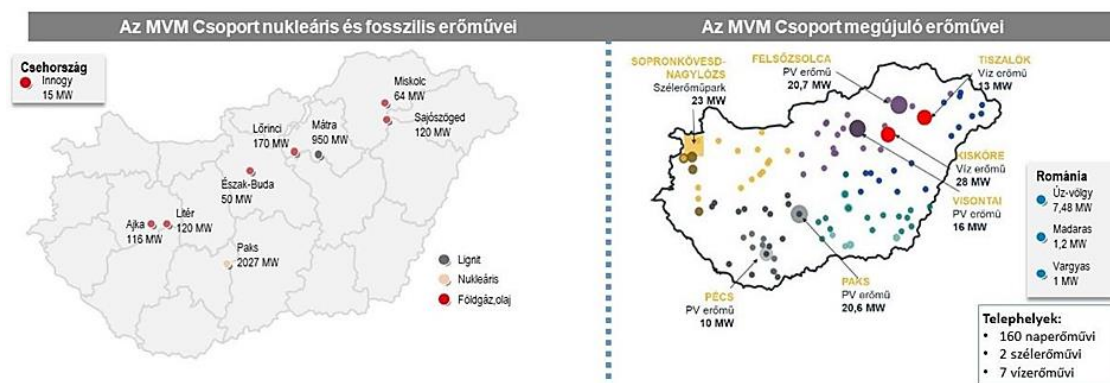 Az MVM Csoport nukleáris és fosszilis erőművei
Csehország
Innogy
15 MW
Miskolc
64 MW
Sajószöged
120 MW
Lőrinci
170 MW
Mátra
950 MW
Észak-Buda
50 MW
Ajka
116 MW
Litér
120 MW
Paks
2027 MW
Lignit
Nukleáris
Földgáz,olaj
Az MVM Csoport megújuló erőművei
SOPRONKÖVESD-
NAGYLÓZS
Szélerőműpark
23 MW
FELSŐZSOLCA
PV erőmű
20,7 MW
TISZALÖK
Víz erőmű
13 MW
KISKÖRE
Víz erőmű
28 MW
VISONTAI
PV erőmű
16 MW
PAKS
PV erőmű
20,6 MW
PÉCS
PV erőmű
10 MW
Románia
Úz-völgy
7,48 MW
Madaras
1,2 MW
Vargyas
1 MW
Telephelyek:
• 160 naperőművi
• 2 szélerőművi
• 7 vízerőművi